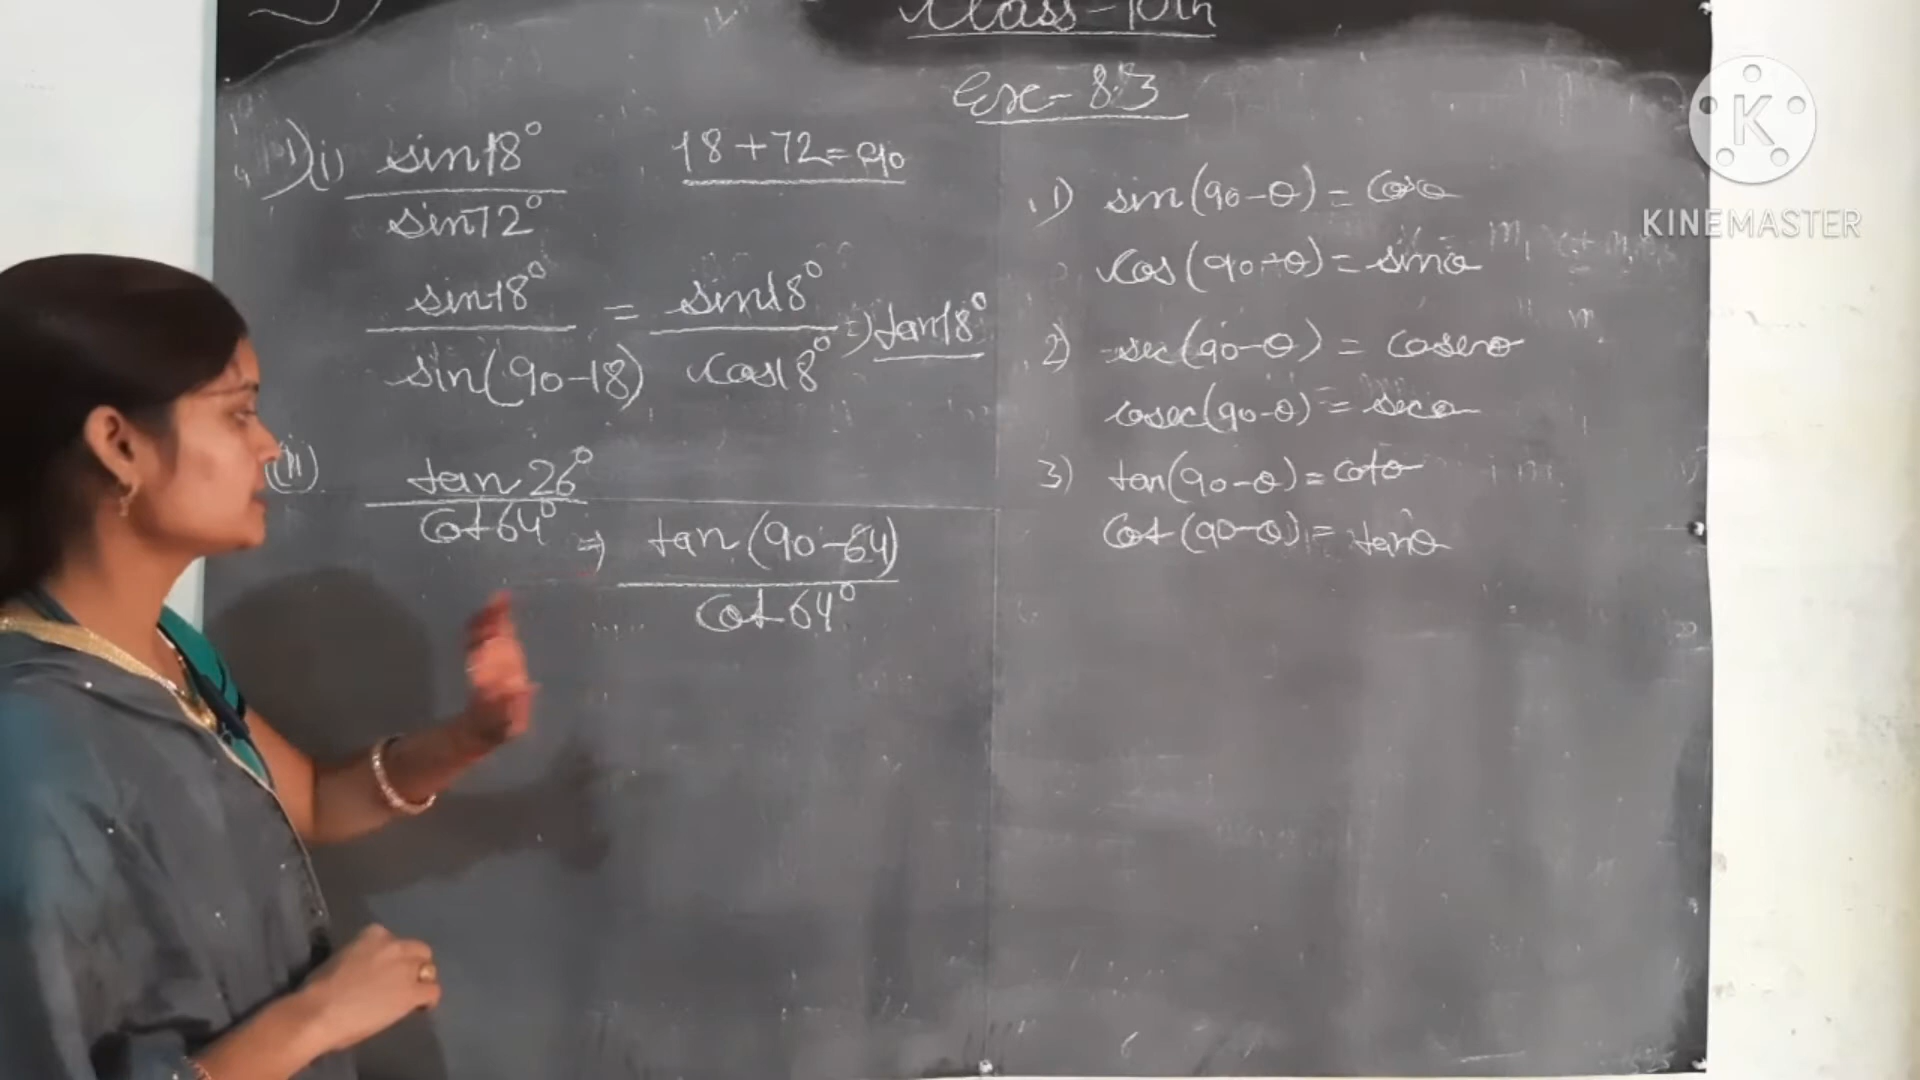 Class-10th
Exe-8.3
1) (i) sin18°
sin72°
18+72=90
sin18° = sin18° => tan18°
sin(90-18) cos18°
(ii) tan 26°
cot64° => tan(90-64)
cot64°
1) sin(90-θ) = cosθ
cos(90-θ) = sinθ
2) sec(90-θ) = cosecθ
cosec(90-θ) = secθ
3) tan(90-θ) = cotθ
cot(90-θ) = tanθ
K
KINEMASTER